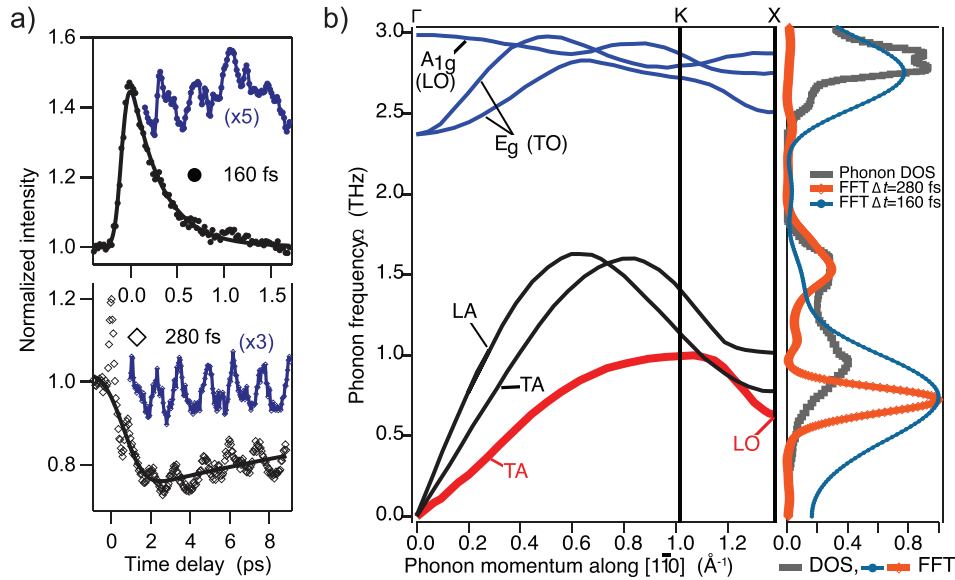 a)
Normalized intensity
1.6
1.4
1.2
1.0
(x5)
160 fs
0.0 0.5 1.0 1.5
1.2
1.0
0.8
280 fs
(x3)
0 2 4 6 8
Time delay (ps)
b)
Γ K X
Phonon frequencyΩ (THz)
3.0
2.5
2.0
1.5
1.0
0.5
0.0
A1g
(LO)
Eg (TO)
LA
TA
TA
LO
0.0 0.2 0.4 0.6 0.8 1.0 1.2
Phonon momentum along [11̅0] (Å-1)
Phonon DOS
FFT Δt=280 fs
FFT Δt=160 fs
0.0 0.4 0.8
DOS, FFT